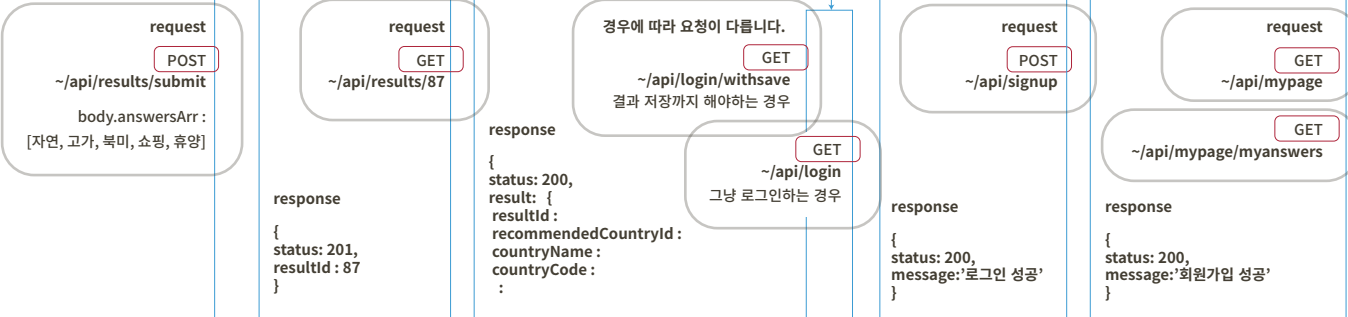 request
POST
~/api/results/submit
body.answersArr :
[자연, 고가, 북미, 쇼핑, 휴양]
request
GET
~/api/results/87
response
{
status: 201,
resultId : 87
}
경우에 따라 요청이 다릅니다.
GET
~/api/login/withsave
결과 저장까지 해야하는 경우
GET
~/api/login
그냥 로그인하는 경우
response
{
status: 200,
result: {
resultId :
recommendedCountryId :
countryName :
countryCode :
:
request
POST
~/api/signup
response
{
status: 200,
message:’로그인 성공’
}
request
GET
~/api/mypage
GET
~/api/mypage/myanswers
response
{
status: 200,
message:’회원가입 성공’
}